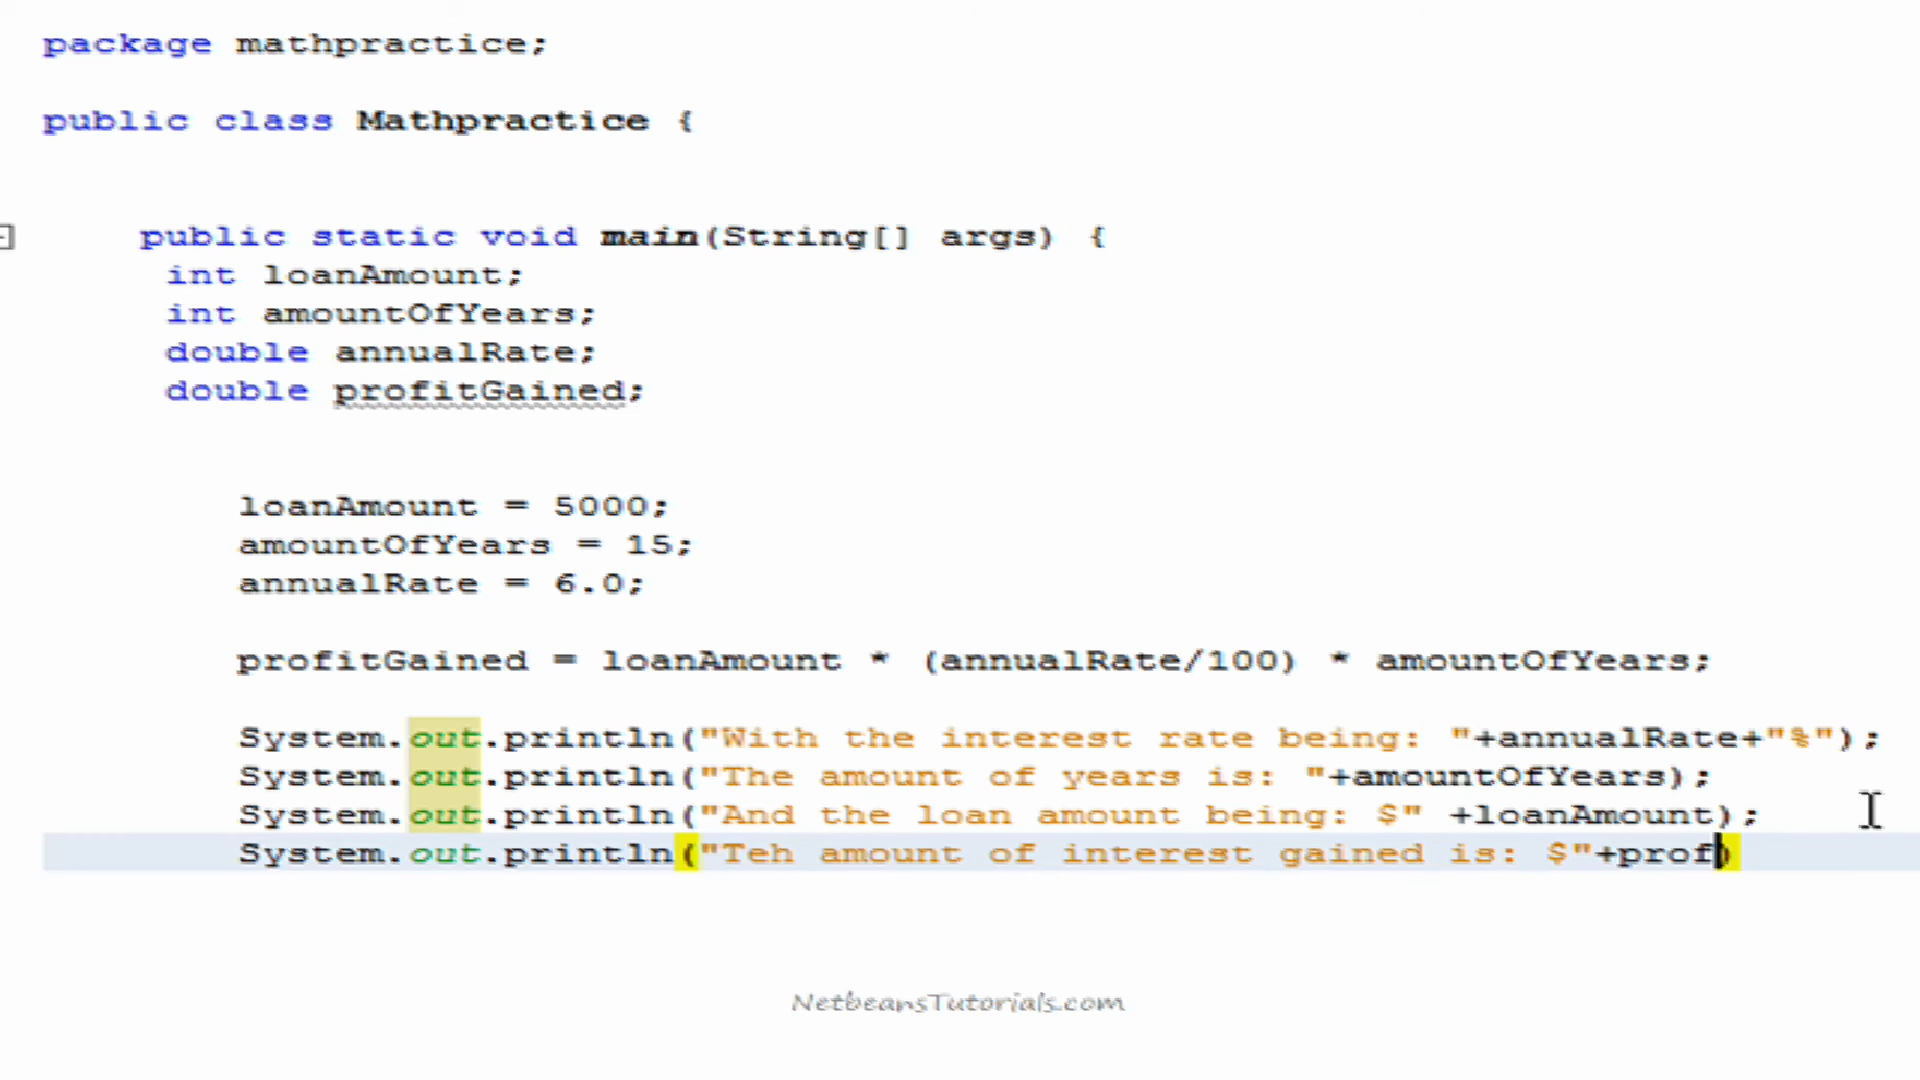 package mathpractice;
public class Mathpractice {
public static void main(String[] args) {
int loanAmount;
int amountOfYears;
double annualRate;
double profitGained;
loanAmount = 5000;
amountOfYears = 15;
annualRate = 6.0;
profitGained = loanAmount * (annualRate/100) * amountOfYears;
System.out.println("With the interest rate being: "+annualRate+"%");
System.out.println("The amount of years is: "+amountOfYears);
System.out.println("And the loan amount being: $" +loanAmount);
System.out.println("Teh amount of interest gained is: $"+prof)
NetbeansTutorials.com